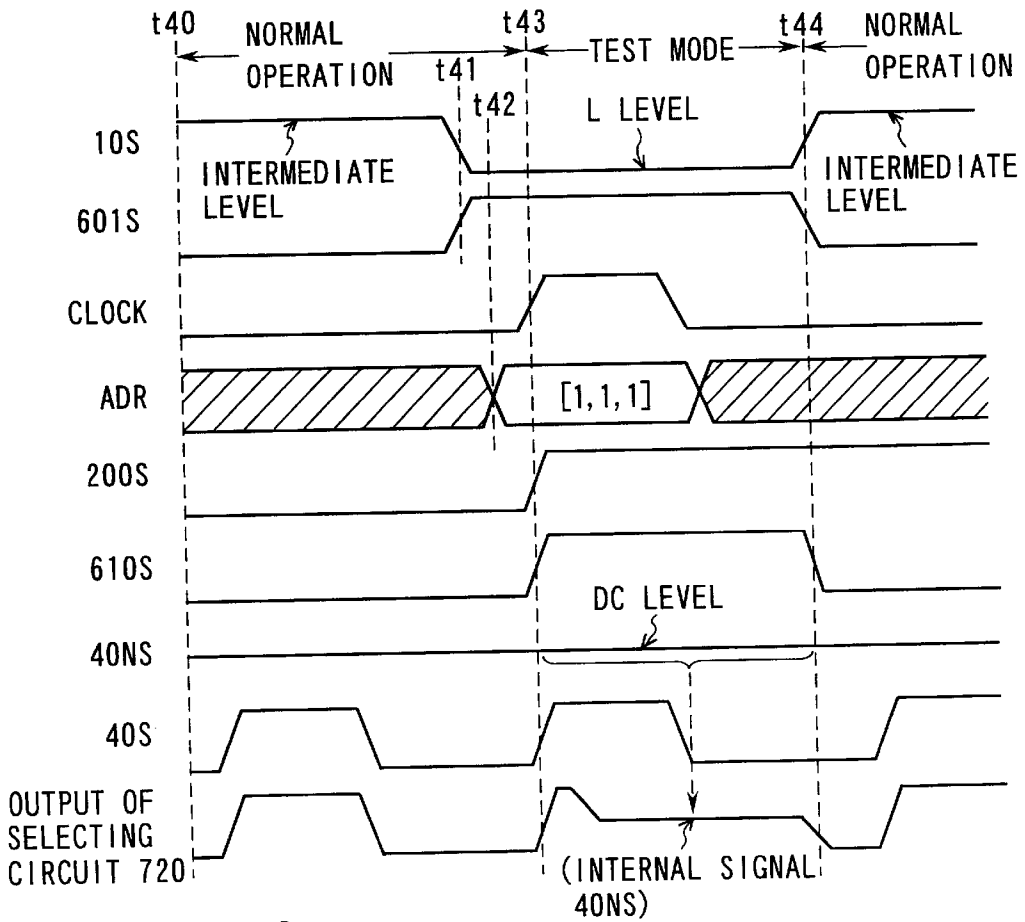 t40
NORMAL
OPERATION
t41
t42
t43
TEST MODE
t44
NORMAL
OPERATION
10S
L LEVEL
INTERMEDIATE
LEVEL
INTERMEDIATE
LEVEL
601S
CLOCK
ADR
[1,1,1]
200S
610S
DC LEVEL
40NS
40S
OUTPUT OF
SELECTING
CIRCUIT 720
(INTERNAL SIGNAL
40NS)